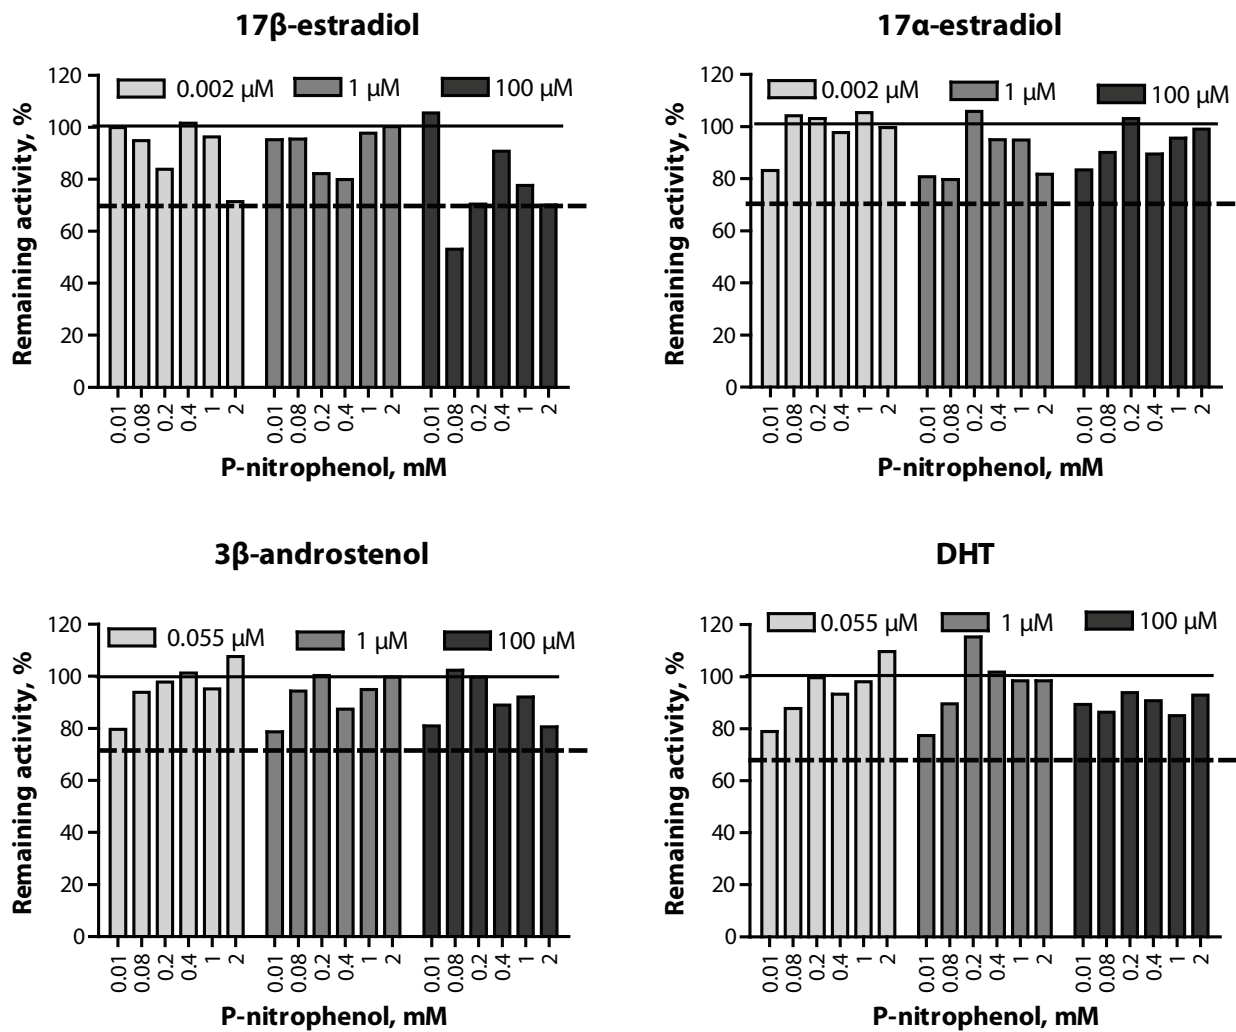 17β-estradiol
0.002 μM 1 μM 100 μM
Remaining activity, %
120
100
80
60
40
20
0
0.01 0.08 0.2 0.4 1 2 0.01 0.08 0.2 0.4 1 2 0.01 0.08 0.2 0.4 1 2
P-nitrophenol, mM
17α-estradiol
0.002 μM 1 μM 100 μM
Remaining activity, %
120
100
80
60
40
20
0
0.01 0.08 0.2 0.4 1 2 0.01 0.08 0.2 0.4 1 2 0.01 0.08 0.2 0.4 1 2
P-nitrophenol, mM
3β-androstenol
0.055 μM 1 μM 100 μM
Remaining activity, %
120
100
80
60
40
20
0
0.01 0.08 0.2 0.4 1 2 0.01 0.08 0.2 0.4 1 2 0.01 0.08 0.2 0.4 1 2
P-nitrophenol, mM
DHT
0.055 μM 1 μM 100 μM
Remaining activity, %
120
100
80
60
40
20
0
0.01 0.08 0.2 0.4 1 2 0.01 0.08 0.2 0.4 1 2 0.01 0.08 0.2 0.4 1 2
P-nitrophenol, mM